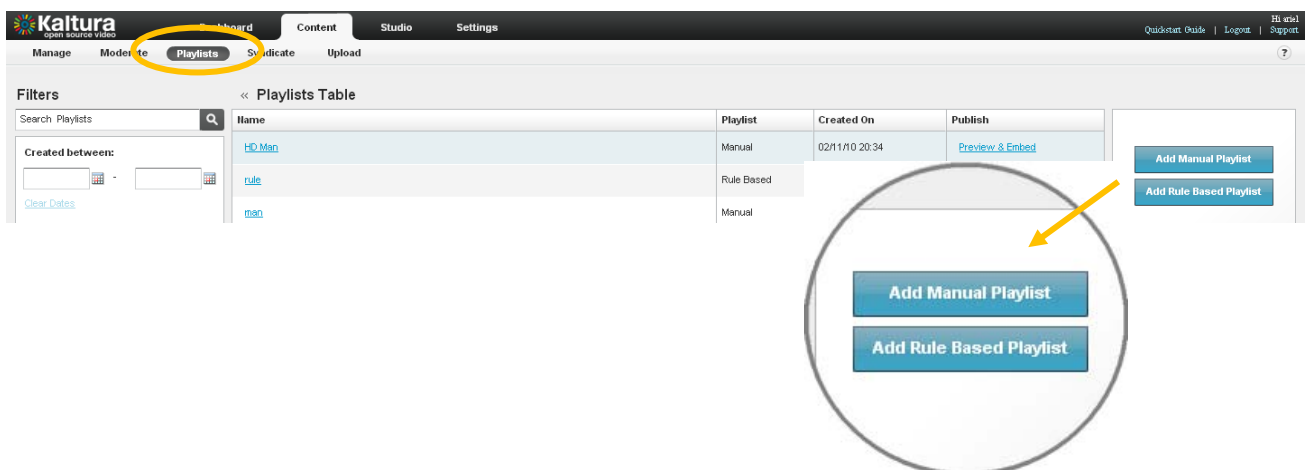 Kaltura Dashboard Content Studio Settings Hi ariel
open source video Quickstart Guide | Logout | Support
Manage Moderate Playlists Syndicate Upload ?
Filters « Playlists Table
Search Playlists Name Playlist Created On Publish
Created between: HD Man Manual 02/11/10 20:34 Preview & Embed Add Manual Playlist
- rule Rule Based Add Rule Based Playlist
Clear Dates man Manual
Add Manual Playlist
Add Rule Based Playlist